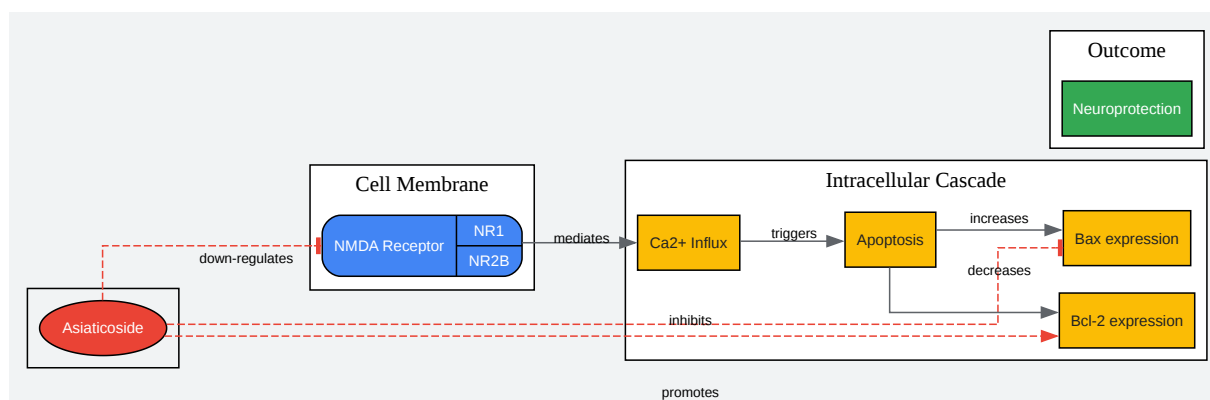 Outcome
Neuroprotection
Cell Membrane
NMDA Receptor
NR1
NR2B
down-regulates
mediates
Intracellular Cascade
Ca2+ Influx
triggers
Apoptosis
increases
Bax expression
decreases
Bcl-2 expression
Asiaticoside
inhibits
promotes